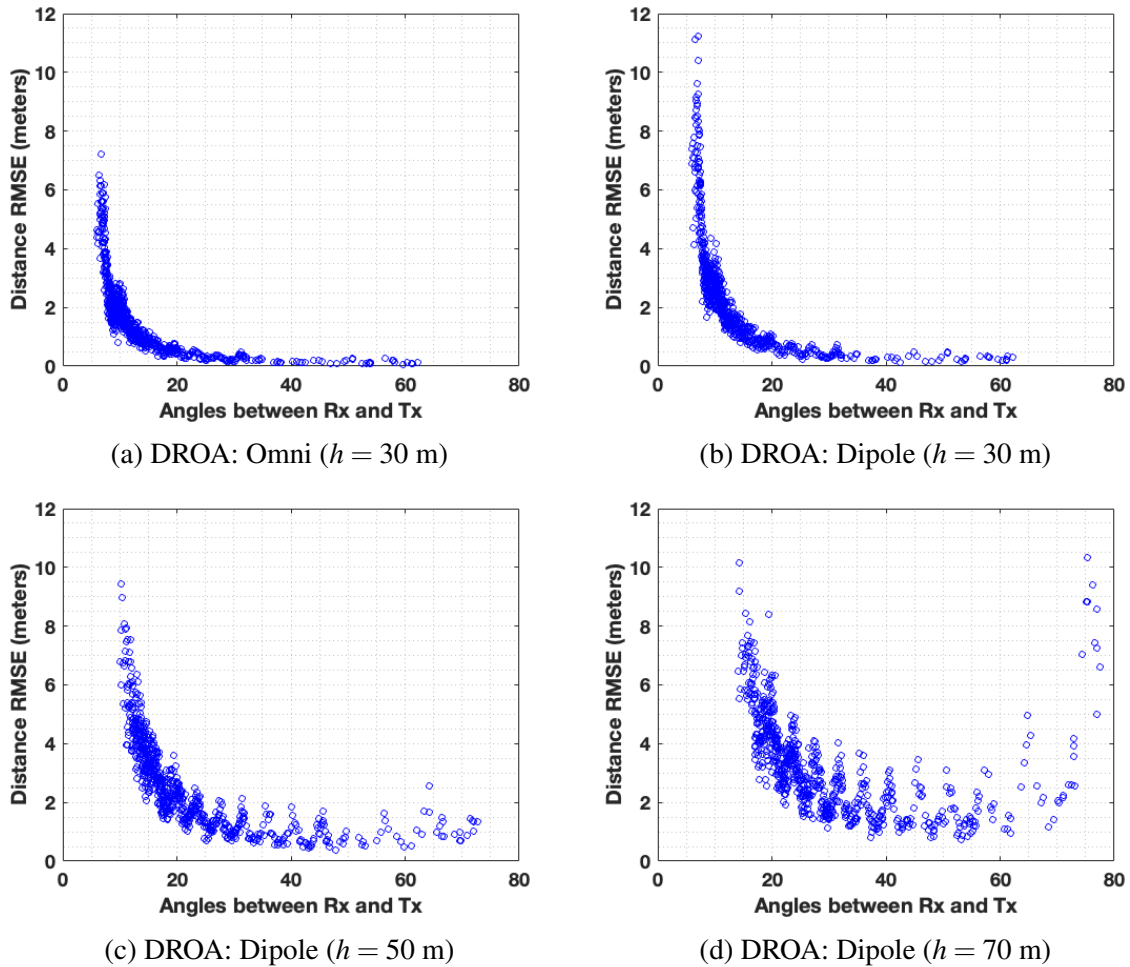 12
10
8
6
4
2
0
Distance RMSE (meters)
0 20 40 60 80
Angles between Rx and Tx
(a) DROA: Omni (h = 30 m)
12
10
8
6
4
2
0
Distance RMSE (meters)
0 20 40 60 80
Angles between Rx and Tx
(b) DROA: Dipole (h = 30 m)
12
10
8
6
4
2
0
Distance RMSE (meters)
0 20 40 60 80
Angles between Rx and Tx
(c) DROA: Dipole (h = 50 m)
12
10
8
6
4
2
0
Distance RMSE (meters)
0 20 40 60 80
Angles between Rx and Tx
(d) DROA: Dipole (h = 70 m)